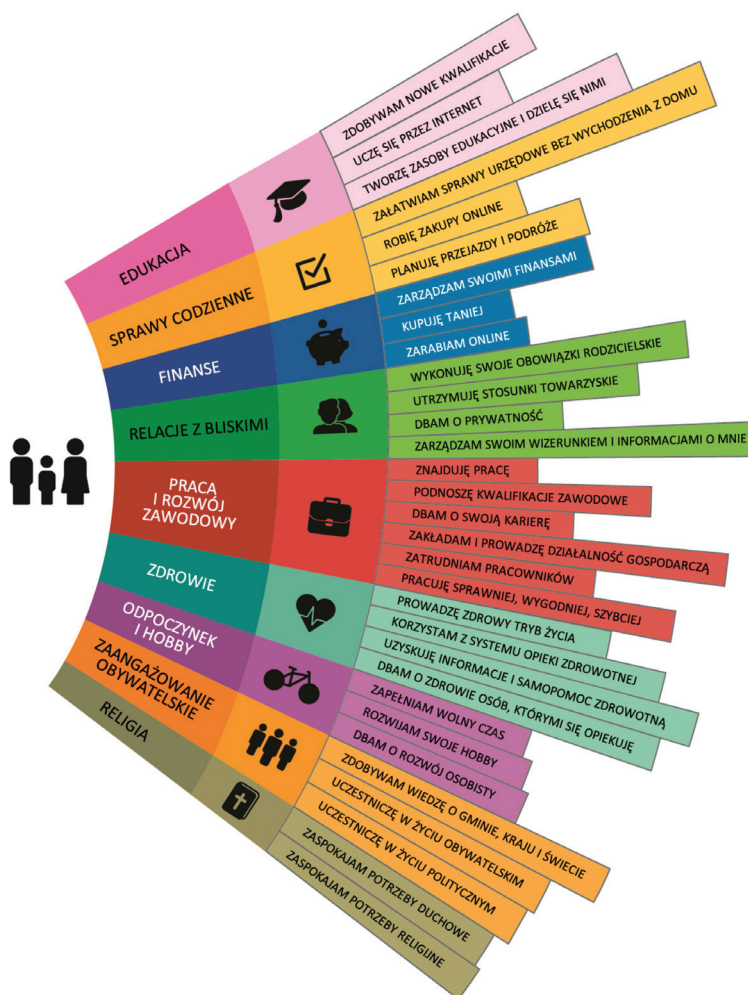 EDUKACJA
ZDOBYWAM NOWE KWALIFIKACJE
UCZĘ SIĘ PRZEZ INTERNET
TWORZĘ ZASOBY EDUKACYJNE I DZIELĘ SIĘ NIMI
SPRAWY CODZIENNE
ZAŁATWIAM SPRAWY URZĘDOWE BEZ WYCHODZENIA Z DOMU
ROBIĘ ZAKUPY ONLINE
PLANUJĘ PRZEJAZDY I PODRÓŻE
FINANSE
ZARZĄDZAM SWOIMI FINANSAMI
KUPUJĘ TANIEJ
ZARABIAM ONLINE
RELACJE Z BLISKIMI
WYKONUJĘ SWOJE OBOWIĄZKI RODZICIELSKIE
UTRZYMUJĘ STOSUNKI TOWARZYSKIE
DBAM O PRYWATNOŚĆ
ZARZĄDZAM SWOIM WIZERUNKIEM I INFORMACJAMI O MNIE
PRACA
I ROZWÓJ
ZAWODOWY
ZNAJDUJĘ PRACĘ
PODNOSZĘ KWALIFIKACJE ZAWODOWE
DBAM O SWOJĄ KARIERĘ
ZAKŁADAM I PROWADZĘ DZIAŁALNOŚĆ GOSPODARCZĄ
ZATRUDNIAM PRACOWNIKÓW
PRACUJĘ SPRAWNIEJ, WYGODNIEJ, SZYBCIEJ
ZDROWIE
PROWADZĘ ZDROWY TRYB ŻYCIA
KORZYSTAM Z SYSTEMU OPIEKI ZDROWOTNEJ
UZYSKUJĘ INFORMACJE I SAMOPOMOC ZDROWOTNĄ
DBAM O ZDROWIE OSÓB, KTÓRYMI SIĘ OPIEKUJĘ
ODPOCZYNEK
I HOBBY
ZAPEŁNIAM WOLNY CZAS
ROZWIJAM SWOJE HOBBY
DBAM O ROZWÓJ OSOBISTY
ZAANGAŻOWANIE
OBYWATELSKIE
ZDOBYWAM WIEDZĘ O GMINIE, KRAJU I ŚWIECIE
UCZESTNICZĘ W ŻYCIU OBYWATELSKIM
UCZESTNICZĘ W ŻYCIU POLITYCZNYM
RELIGIA
ZASPOKAJAM POTRZEBY DUCHOWE
ZASPOKAJAM POTRZEBY RELIGIJNE